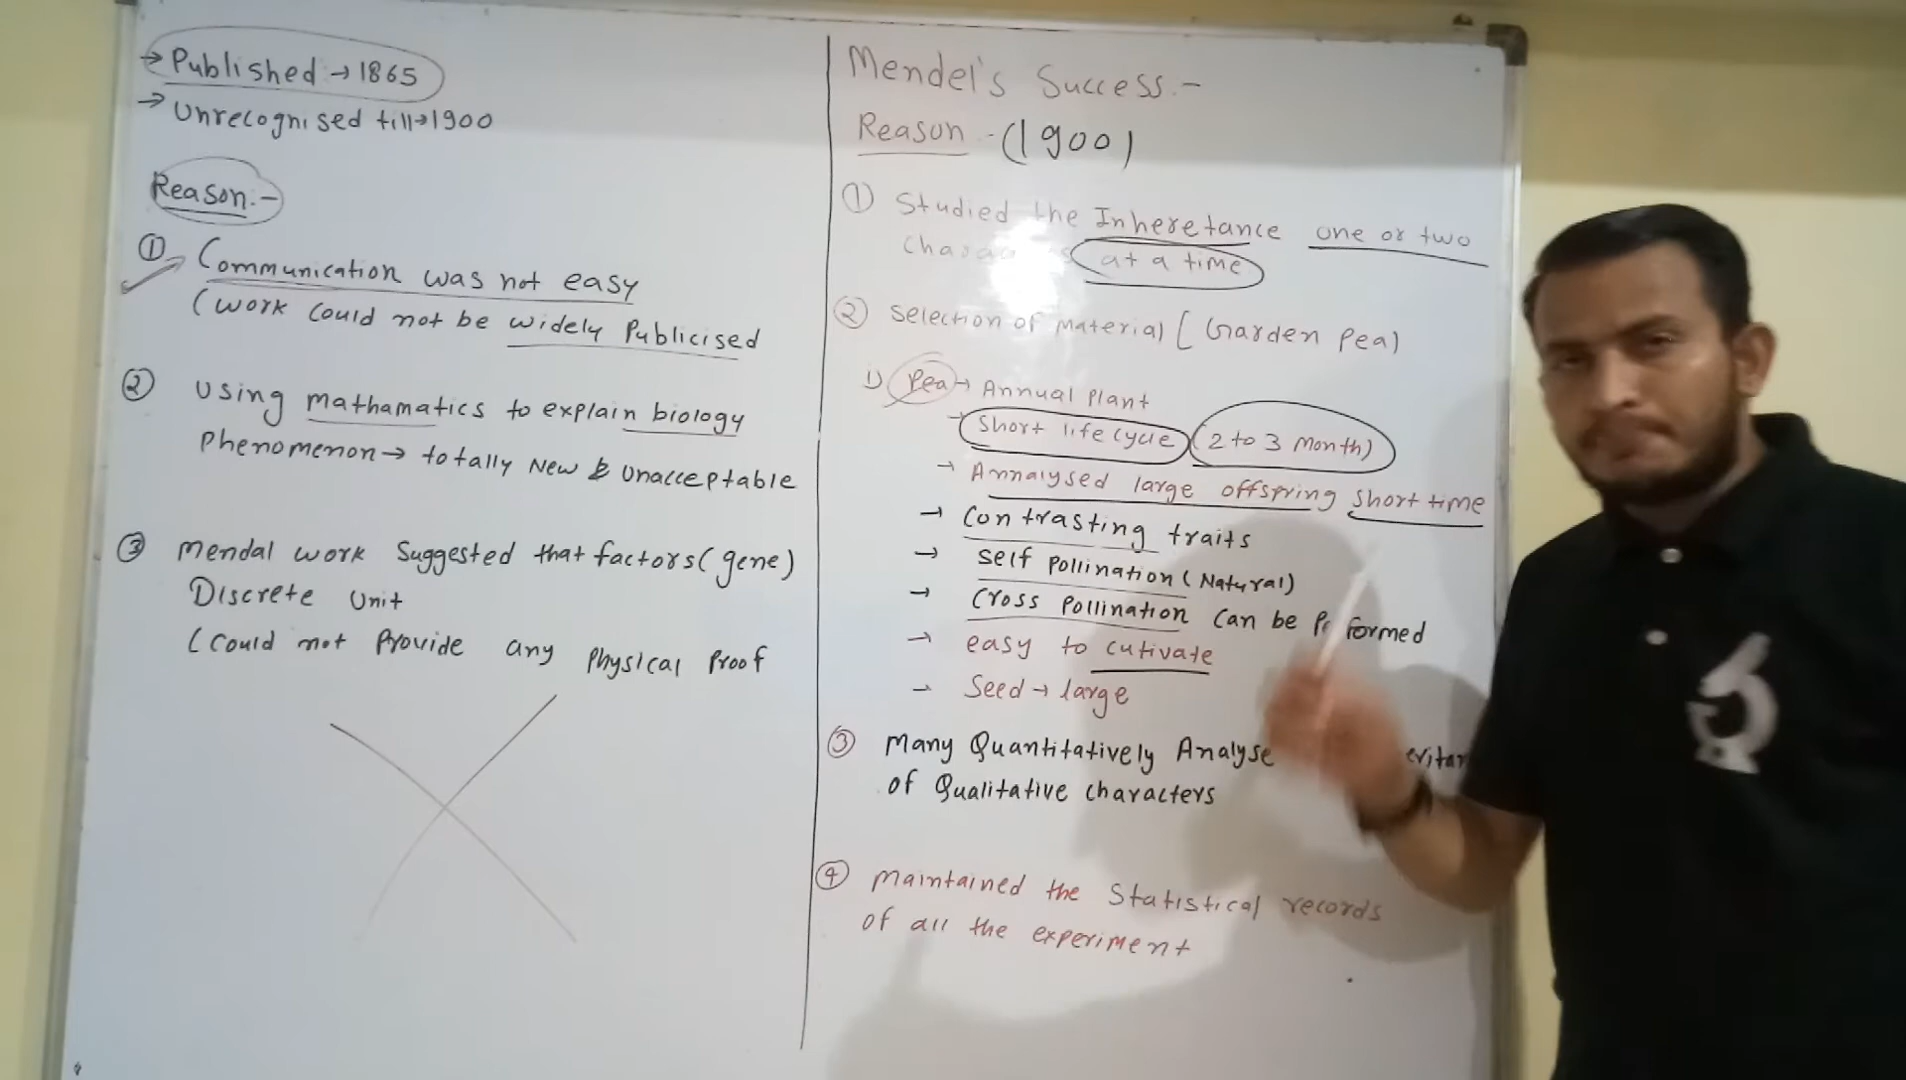 → Published → 1865
→ Unrecognised till→1900
Reason:-
① Communication was not easy
(work could not be widely Publicised
② Using mathamatics to explain biology
Phenomenon → totally New & Unacceptable
③ Mendal work Suggested that factors(gene)
Discrete Unit
(Could not Provide any Physical Proof
Mendel's Success:-
Reason - (1900)
① Studied the Inheretance one or two
at a time
② Selection of material [Garden Pea)
1) Pea → Annual Plant
→ Short life cycle (2 to 3 month)
→ Annalysed large offspring short time
→ Contrasting traits
→ Self Pollination (Natural)
→ Cross Pollination can be formed
→ easy to cutivate
→ Seed → large
③ Many Quantitatively Analyse
of Qualitative characters
④ Maintained the Statistical records
of all the experiment